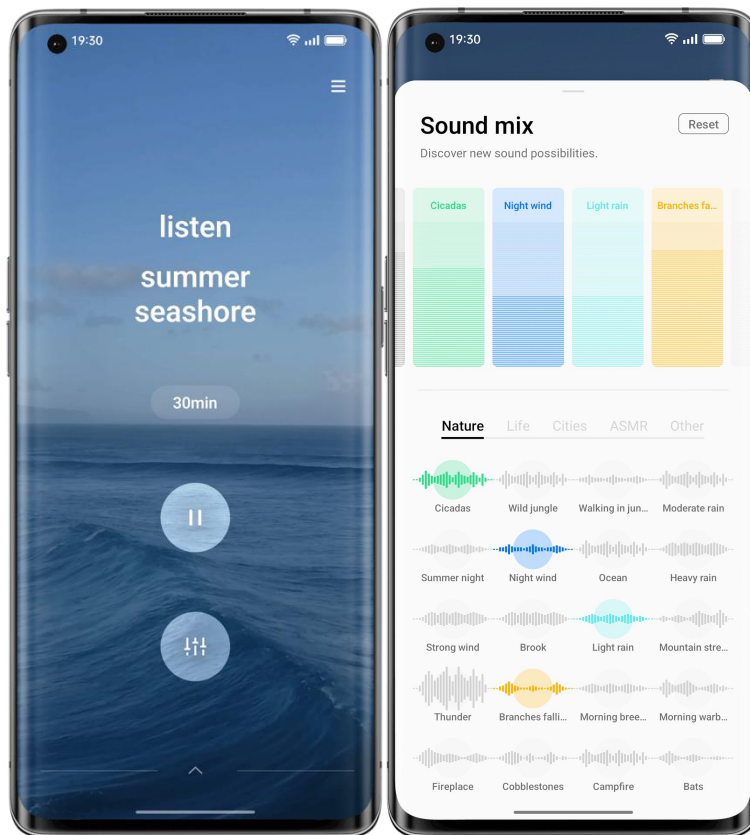 19:30
listen
summer
seashore
30min
19:30
Sound mix
Reset
Discover new sound possibilities.
Cicadas
Night wind
Light rain
Branches fa...
Nature
Life
Cities
ASMR
Other
Cicadas
Wild jungle
Walking in jun...
Moderate rain
Summer night
Night wind
Ocean
Heavy rain
Strong wind
Brook
Light rain
Mountain stre...
Thunder
Branches falli...
Morning bree...
Morning warb...
Fireplace
Cobblestones
Campfire
Bats